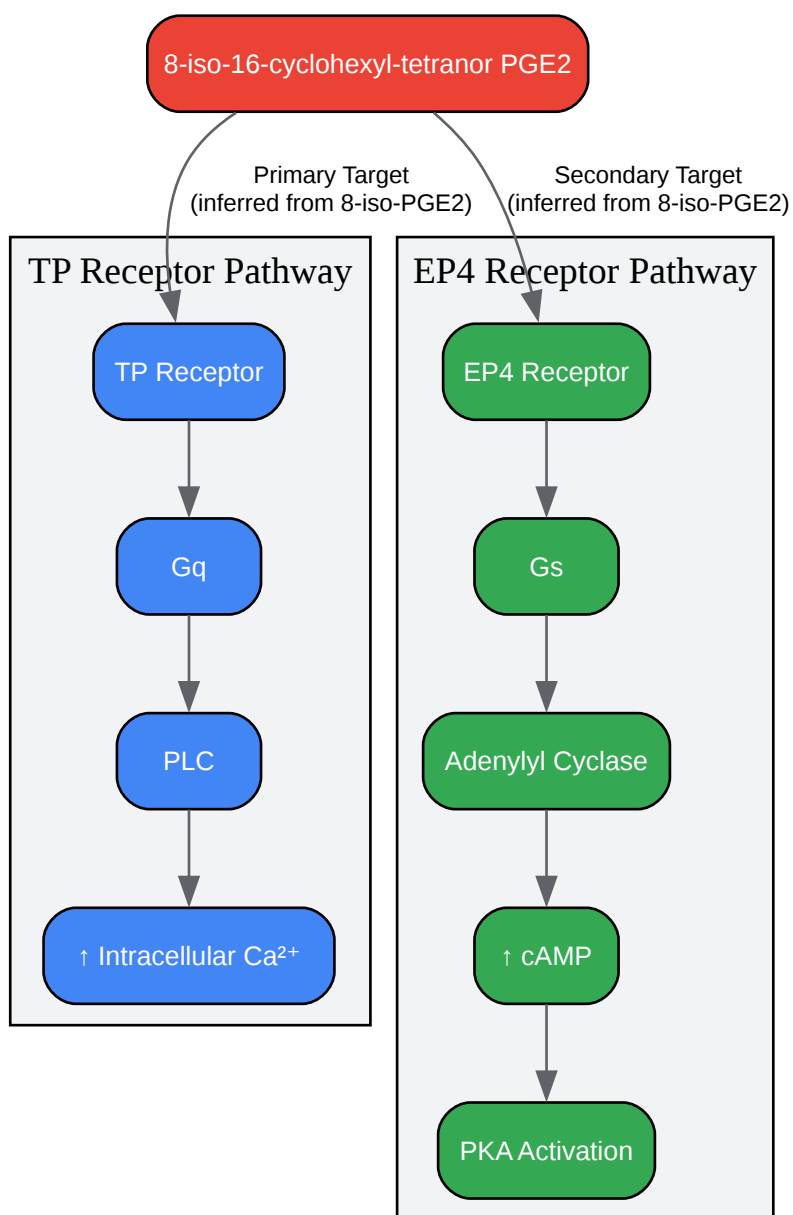 8-iso-16-cyclohexyl-tetranor PGE2
Primary Target
(inferred from 8-iso-PGE2)
Secondary Target
(inferred from 8-iso-PGE2)
TP Receptor Pathway
TP Receptor
Gq
PLC
↑ Intracellular Ca²⁺
EP4 Receptor Pathway
EP4 Receptor
Gs
Adenylyl Cyclase
↑ cAMP
PKA Activation